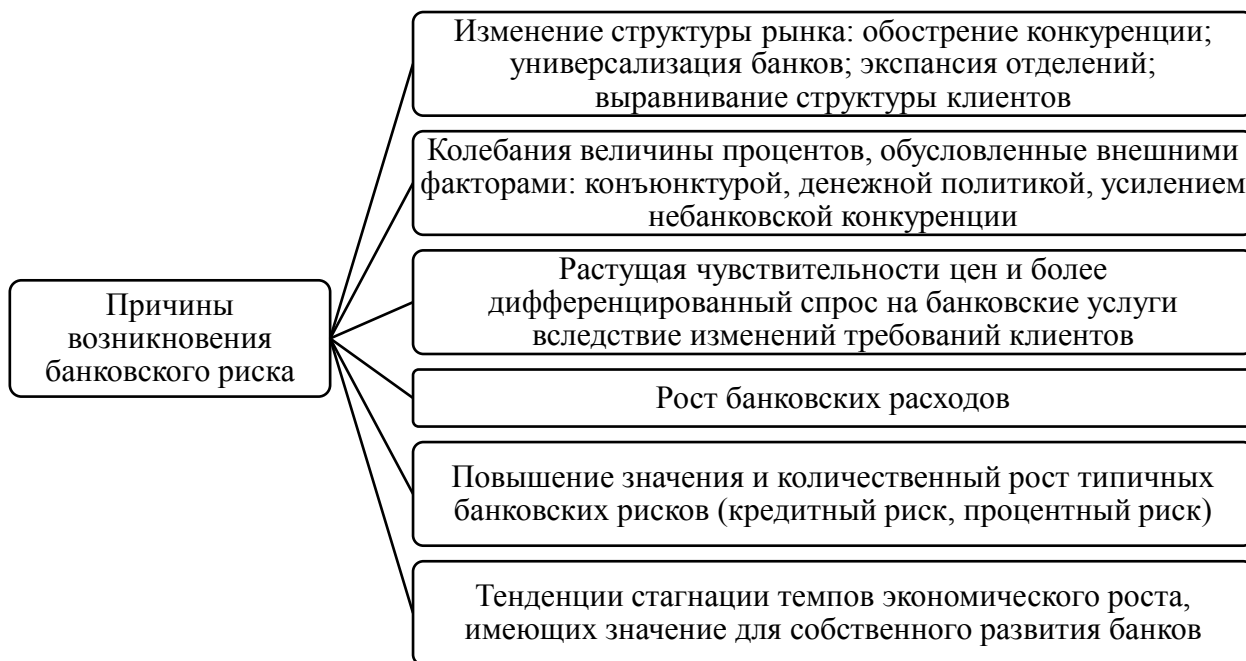 Изменение структуры рынка: обострение конкуренции;
универсализация банков; экспансия отделений;
выравнивание структуры клиентов
Колебания величины процентов, обусловленные внешними
факторами: конъюнктурой, денежной политикой, усилением
небанковской конкуренции
Растущая чувствительности цен и более
дифференцированный спрос на банковские услуги
вследствие изменений требований клиентов
Причины
возникновения
банковского риска
Рост банковских расходов
Повышение значения и количественный рост типичных
банковских рисков (кредитный риск, процентный риск)
Тенденции стагнации темпов экономического роста,
имеющих значение для собственного развития банков